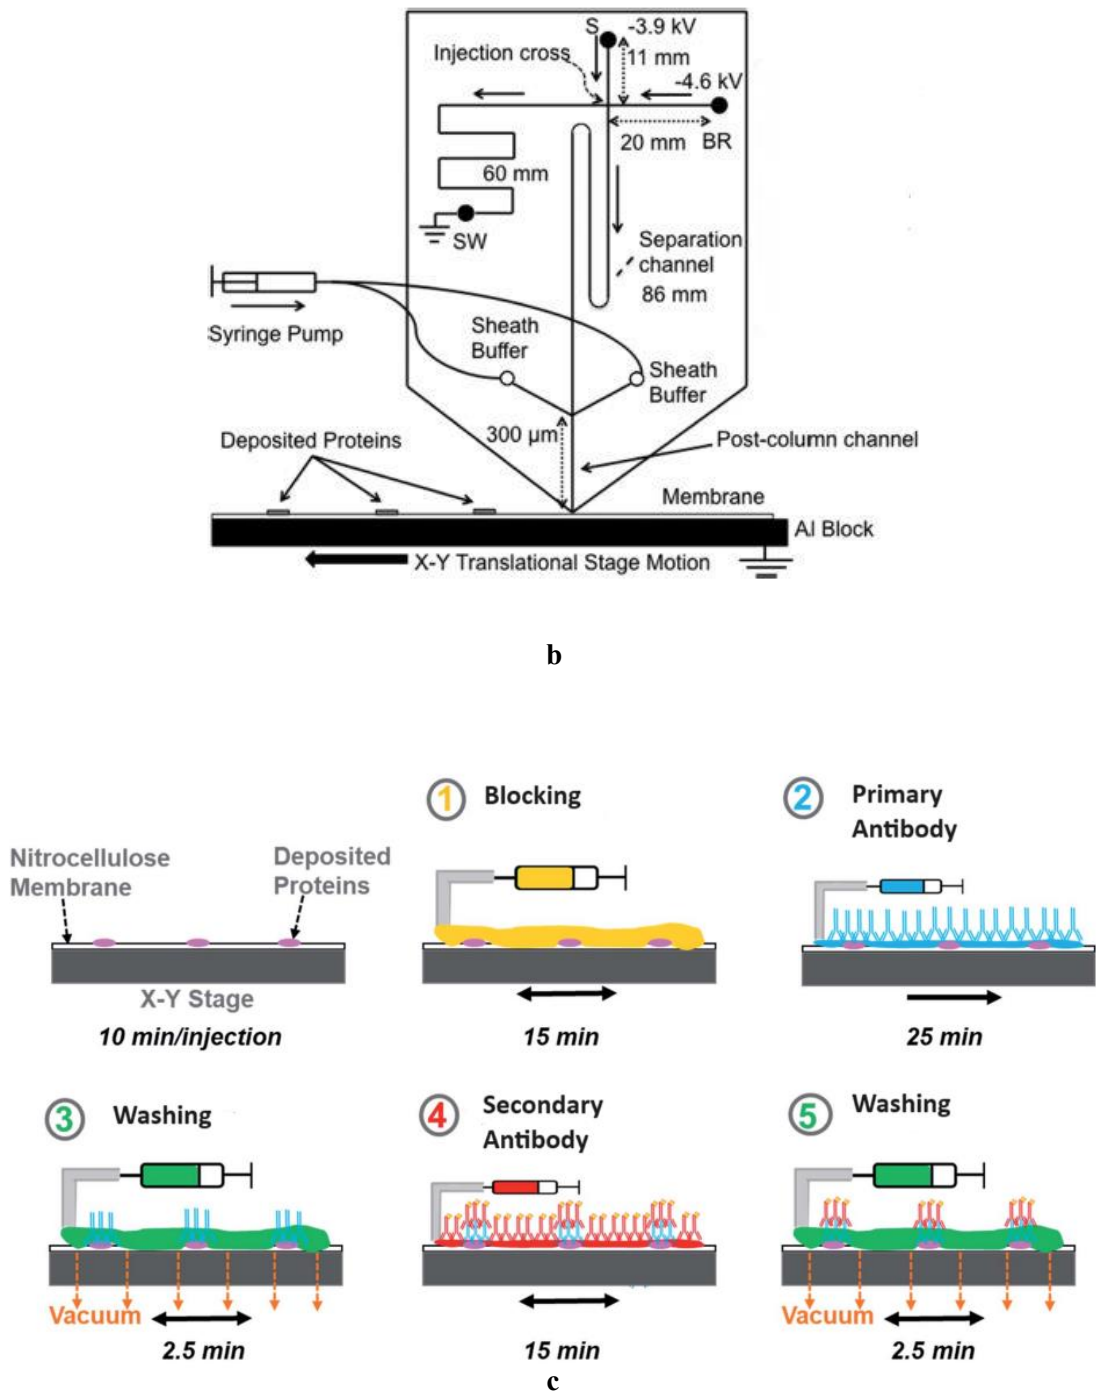 S
-3.9 kV
Injection cross
11 mm
-4.6 kV
20 mm
BR
60 mm
SW
Separation
channel
86 mm
Syringe Pump
Sheath
Buffer
Sheath
Buffer
300 µm
Post-column channel
Deposited Proteins
Membrane
Al Block
X-Y Translational Stage Motion
b
Nitrocellulose
Membrane
Deposited
Proteins
X-Y Stage
10 min/injection
1 Blocking
15 min
2 Primary
Antibody
25 min
3 Washing
Vacuum
2.5 min
4 Secondary
Antibody
15 min
5 Washing
Vacuum
2.5 min
c